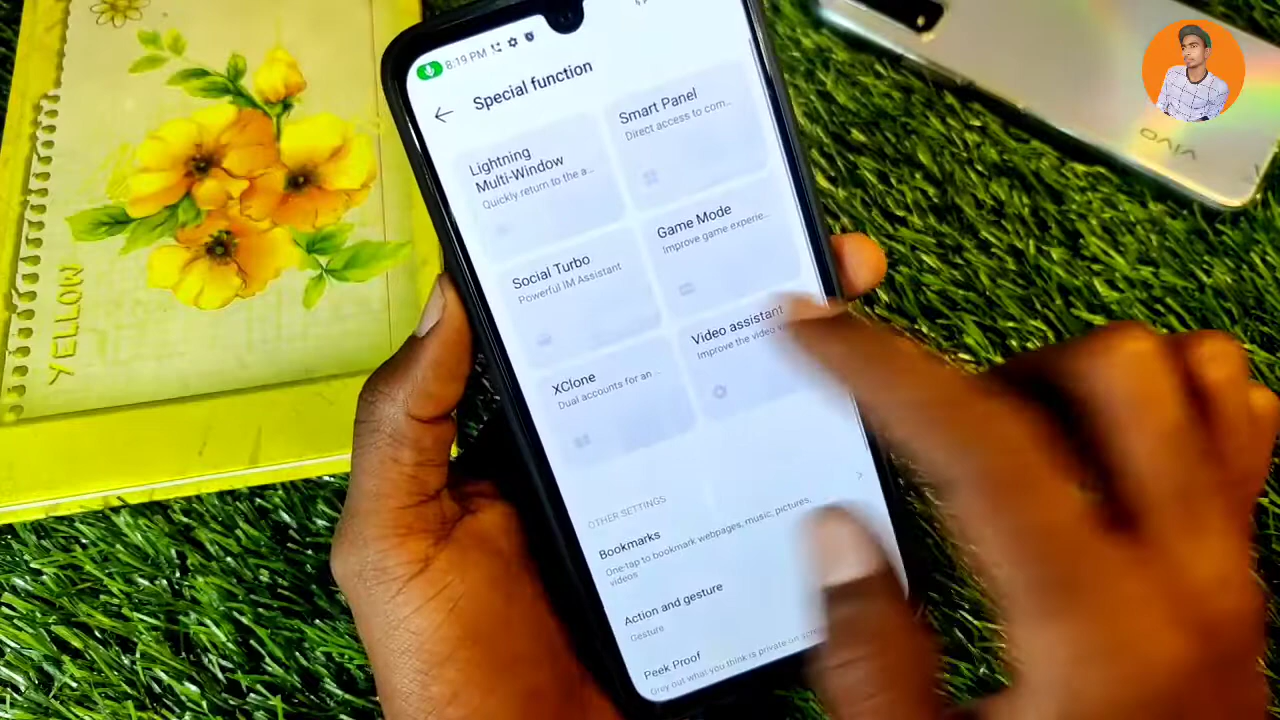 8:19 PM
Special function
Lightning
Multi-Window
Quickly return to the a...
Smart Panel
Direct access to com...
Social Turbo
Powerful IM Assistant
Game Mode
Improve game experie...
XClone
Dual accounts for an ...
Video assistant
Improve the video
OTHER SETTINGS
Bookmarks
One-tap to bookmark webpages, music, pictures,
videos
Action and gesture
Gesture
Peek Proof
Grey out what you think is private on screen
YELLOW
vivo